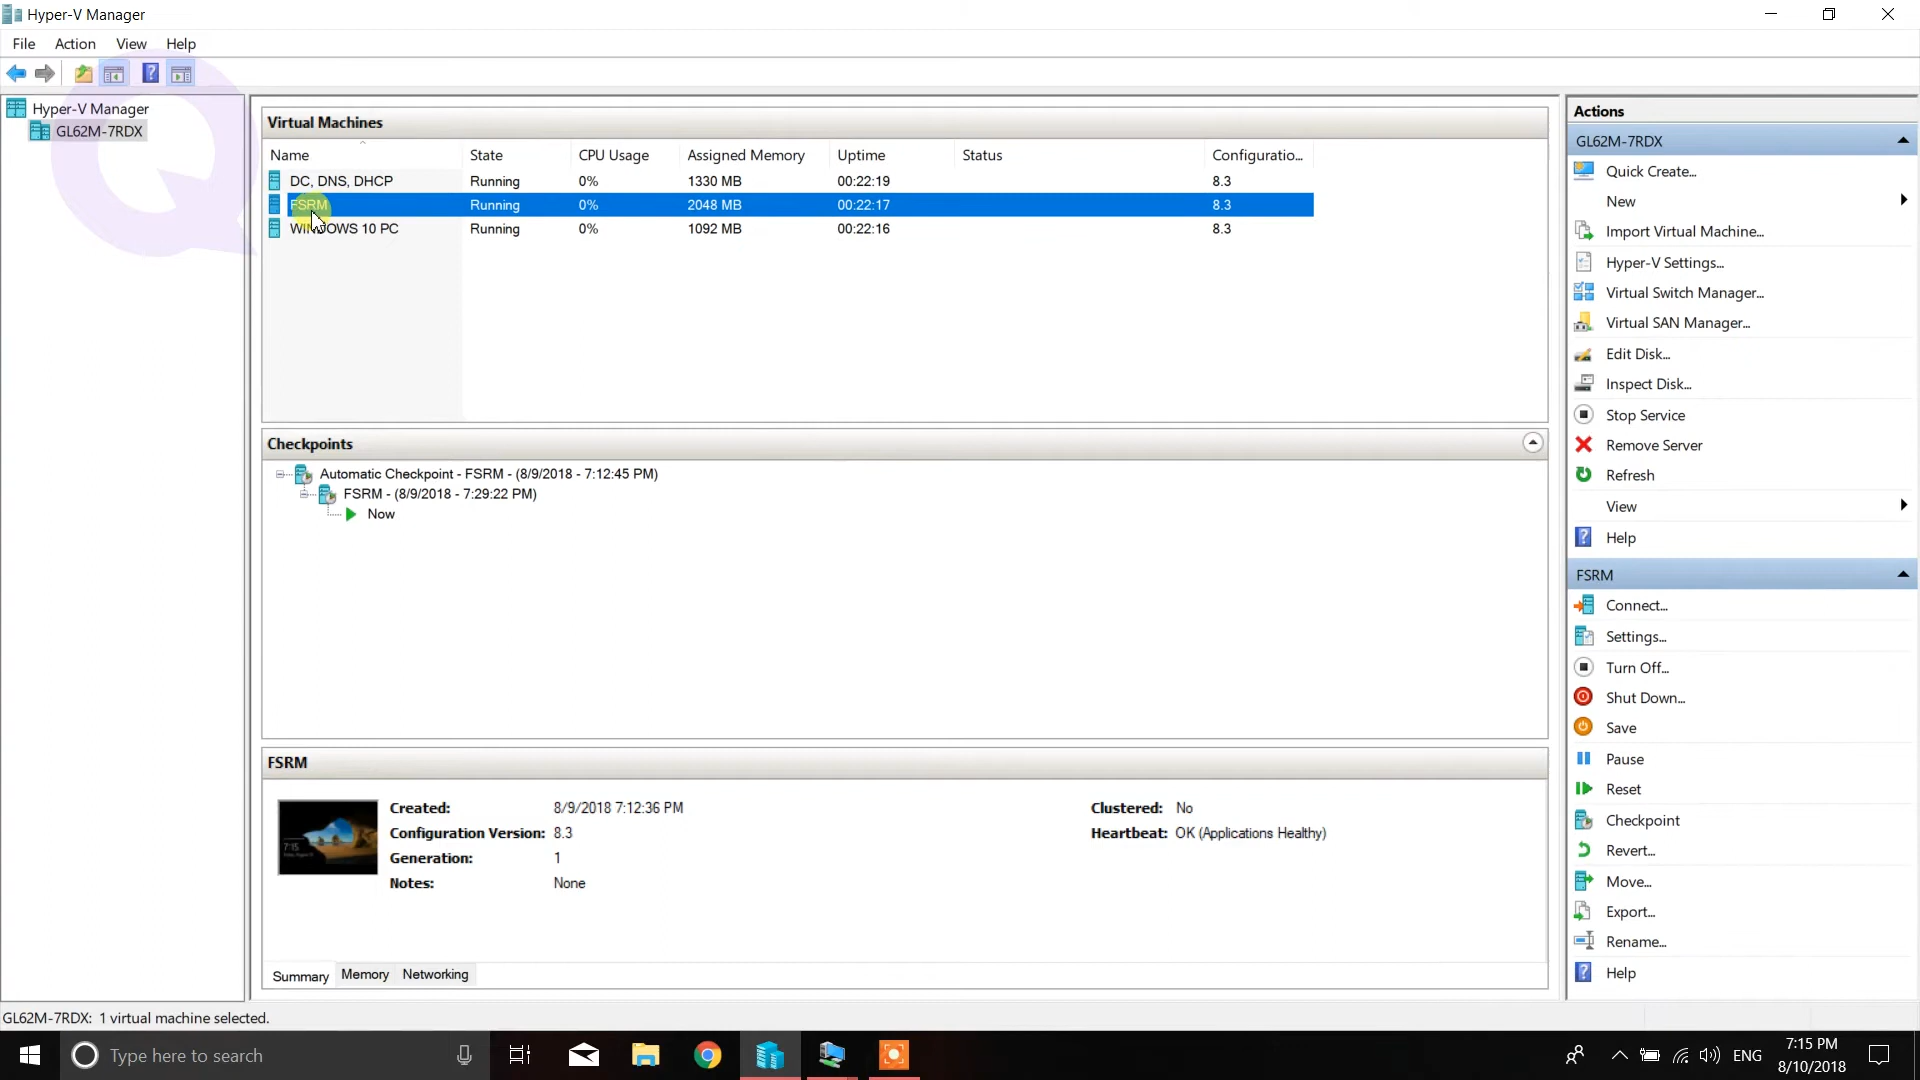 Hyper-V Manager
File Action View Help
Hyper-V Manager
GL62M-7RDX
Virtual Machines
Name State CPU Usage Assigned Memory Uptime Status Configuratio...
DC, DNS, DHCP Running 0% 1330 MB 00:22:19 8.3
FSRM Running 0% 2048 MB 00:22:17 8.3
WINDOWS 10 PC Running 0% 1092 MB 00:22:16 8.3
Checkpoints
Automatic Checkpoint - FSRM - (8/9/2018 - 7:12:45 PM)
FSRM - (8/9/2018 - 7:29:22 PM)
Now
FSRM
Created: 8/9/2018 7:12:36 PM Clustered: No
Configuration Version: 8.3 Heartbeat: OK (Applications Healthy)
Generation: 1
Notes: None
7:15
Summary Memory Networking
Actions
GL62M-7RDX
Quick Create...
New
Import Virtual Machine...
Hyper-V Settings...
Virtual Switch Manager...
Virtual SAN Manager...
Edit Disk...
Inspect Disk...
Stop Service
Remove Server
Refresh
View
Help
FSRM
Connect...
Settings...
Turn Off...
Shut Down...
Save
Pause
Reset
Checkpoint
Revert...
Move...
Export...
Rename...
Help
GL62M-7RDX: 1 virtual machine selected.
Type here to search
ENG
7:15 PM
8/10/2018